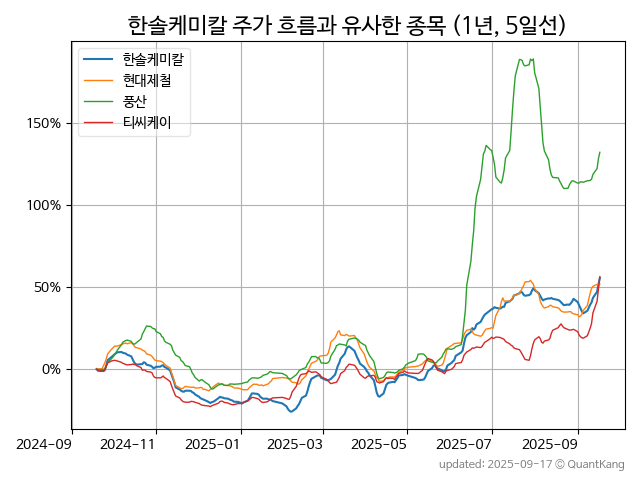 한솔케미칼 주가 흐름과 유사한 종목 (1년, 5일선)
한솔케미칼
현대제철
풍산
티씨케이
150%
100%
50%
0%
2024-09 2024-11 2025-01 2025-03 2025-05 2025-07 2025-09
updated: 2025-09-17 © QuantKang